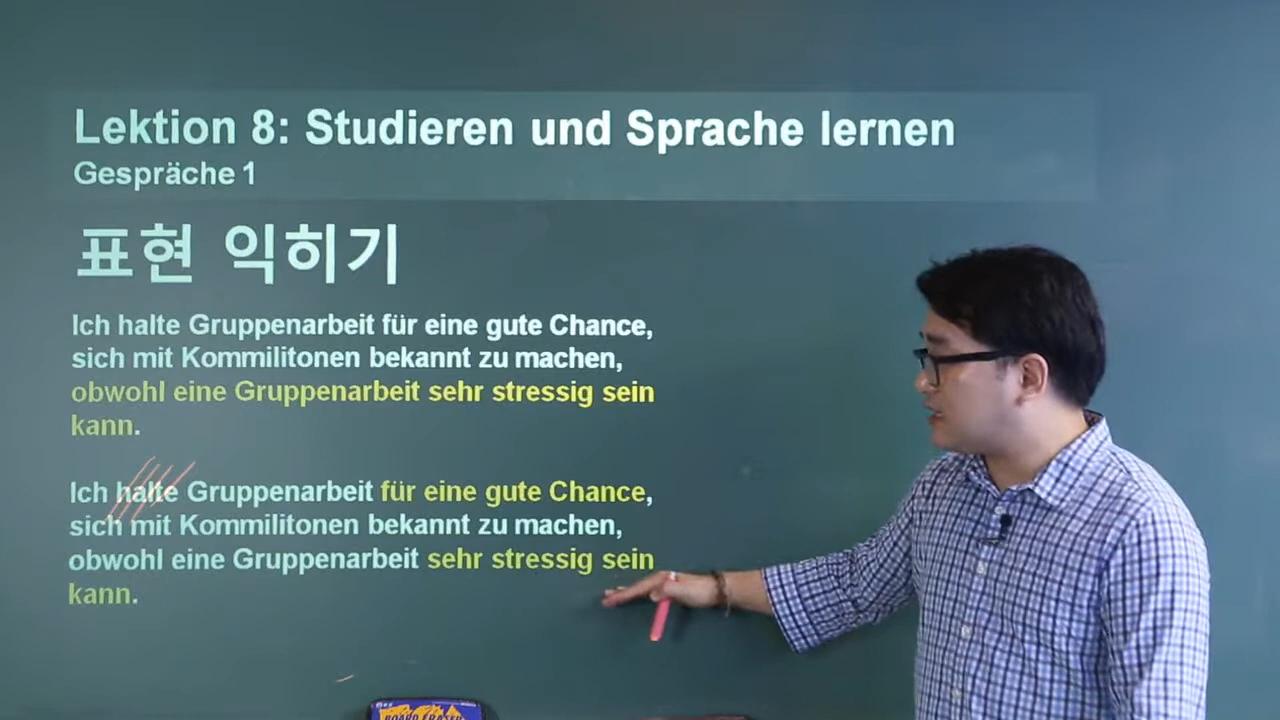 Lektion 8: Studieren und Sprache lernen
Gespräche 1
표현 익히기
Ich halte Gruppenarbeit für eine gute Chance,
sich mit Kommilitonen bekannt zu machen,
obwohl eine Gruppenarbeit sehr stressig sein
kann.
Ich halte Gruppenarbeit für eine gute Chance,
sich mit Kommilitonen bekannt zu machen,
obwohl eine Gruppenarbeit sehr stressig sein
kann.
BOARD ERASER